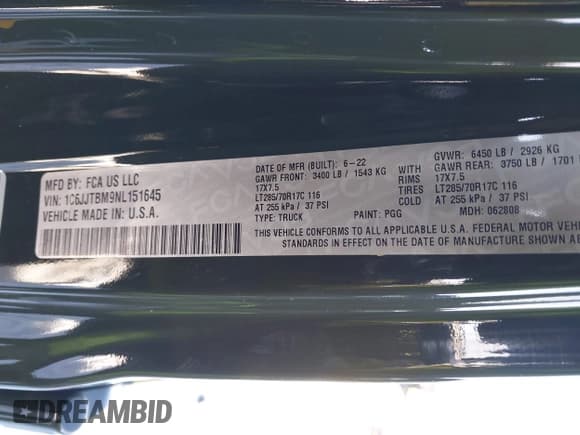 MFD BY: FCA US LLC
VIN: 1C6JJTBM9NL151645
VEHICLE MADE IN U.S.A.
DATE OF MFR (BUILT): 6-22 GVWR: 6450 LB / 2926 KG
GAWR FRONT: 3400 LB / 1543 KG GAWR REAR: 3750 LB / 1701
17X7.5 RIMS 17X7.5
LT285/70R17C 116 TIRES LT285/70R17C 116
AT 255 kPa / 37 PSI AT 255 kPa / 37 PSI
TYPE: TRUCK PAINT: PGG MDH: 062808
THIS VEHICLE CONFORMS TO ALL APPLICABLE U.S.A. FEDERAL MOTOR VEHIC
IN EFFECT ON THE DATE OF MANUFACTURE SHOWN AB
DREAMBID